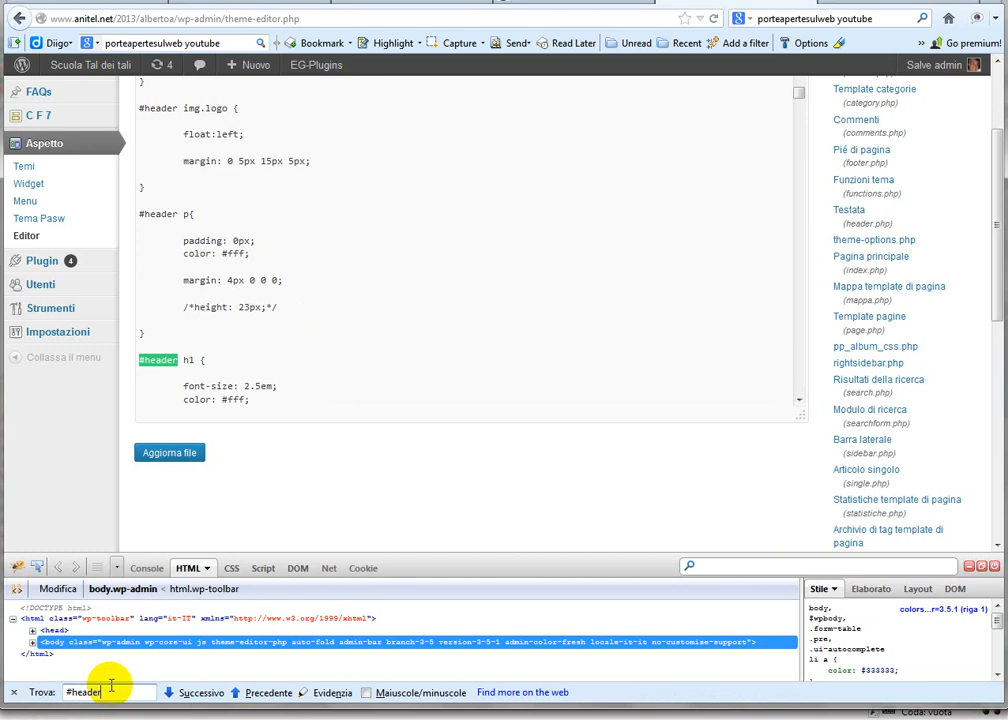 www.anitel.net/2013/albertoa/wp-admin/theme-editor.php
porteapertesulweb youtube
Diigo
porteapertesulweb youtube
Bookmark
Highlight
Capture
Send
Read Later
Unread
Recent
Add a filter
Options
»
Go premium!
Scuola Tal dei tali
4
Nuovo
EG-Plugins
Salve admin
FAQs
C F 7
Aspetto
Temi
Widget
Menu
Tema Pasw
Editor
Plugin 4
Utenti
Strumenti
Impostazioni
Collassa il menu
}
#header img.logo {
float:left;
margin: 0 5px 15px 5px;
}
#header p{
padding: 0px;
color: #fff;
margin: 4px 0 0 0;
/*height: 23px;*/
}
#header h1 {
font-size: 2.5em;
color: #fff;
Aggiorna file
Template categorie
(category.php)
Commenti
(comments.php)
Pié di pagina
(footer.php)
Funzioni tema
(functions.php)
Testata
(header.php)
theme-options.php
Pagina principale
(index.php)
Mappa template di pagina
(mappa.php)
Template pagine
(page.php)
pp_album_css.php
rightsidebar.php
Risultati della ricerca
(search.php)
Modulo di ricerca
(searchform.php)
Barra laterale
(sidebar.php)
Articolo singolo
(single.php)
Statistiche template di pagina
(statistiche.php)
Archivio di tag template di
pagina
Console
HTML
CSS
Script
DOM
Net
Cookie
Modifica
body.wp-admin < html.wp-toolbar
Stile
Elaborato
Layout
DOM
<!DOCTYPE html>
<html class="wp-toolbar" lang="it-IT" xmlns="http://www.w3.org/1999/xhtml">
<head>
<body class="wp-admin wp-core-ui js theme-editor-php auto-fold admin-bar branch-3-5 version-3-5-1 admin-color-fresh locale-it-it no-customize-support">
</html>
body,
colors...r=3.5.1 (riga 1)
#wpbody,
.form-table
.pre,
.ui-autocomplete
li a {
color: #333333;
Trova:
#header
Successivo
Precedente
Evidenzia
Maiuscole/minuscole
Find more on the web
Coda: vuota